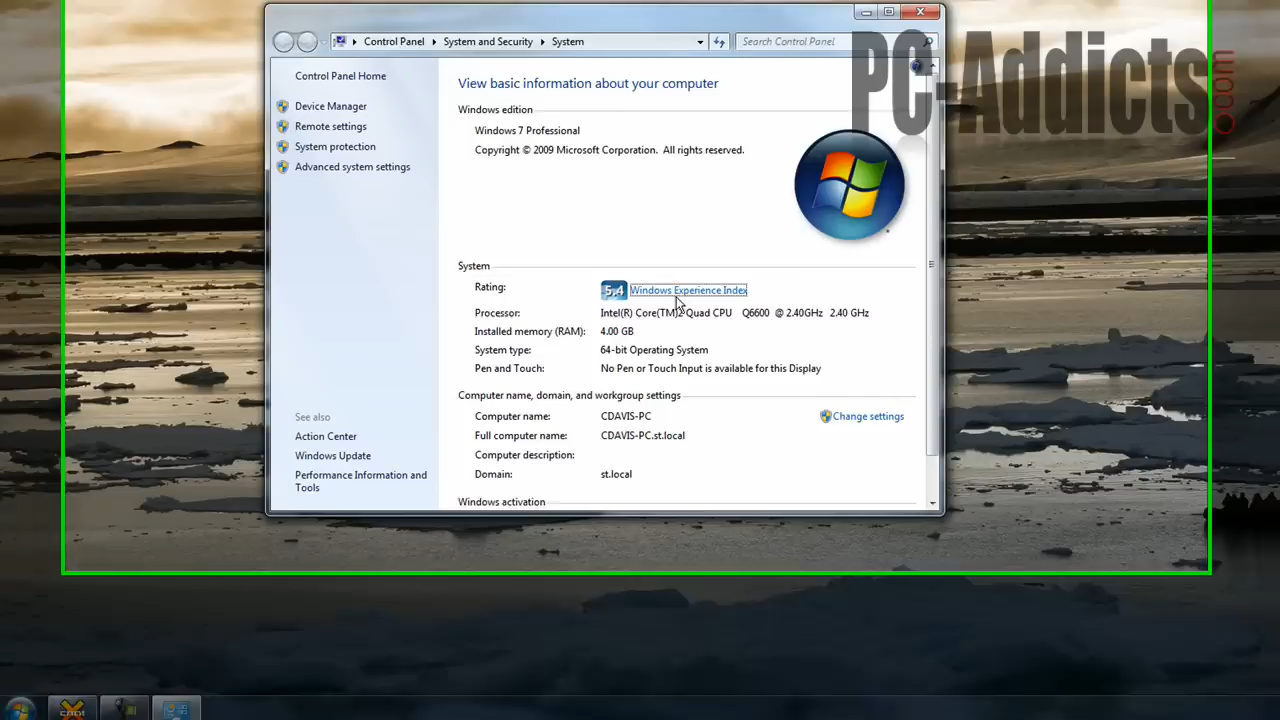 Control Panel
System and Security
System
Search Control Panel
PC-Addicts.com
Control Panel Home
Device Manager
Remote settings
System protection
Advanced system settings
See also
Action Center
Windows Update
Performance Information and
Tools
View basic information about your computer
Windows edition
Windows 7 Professional
Copyright © 2009 Microsoft Corporation. All rights reserved.
System
Rating: 5,4 Windows Experience Index
Processor: Intel(R) Core(TM)2 Quad CPU Q6600 @ 2.40GHz 2.40 GHz
Installed memory (RAM): 4.00 GB
System type: 64-bit Operating System
Pen and Touch: No Pen or Touch Input is available for this Display
Computer name, domain, and workgroup settings
Computer name: CDAVIS-PC Change settings
Full computer name: CDAVIS-PC.st.local
Computer description:
Domain: st.local
Windows activation